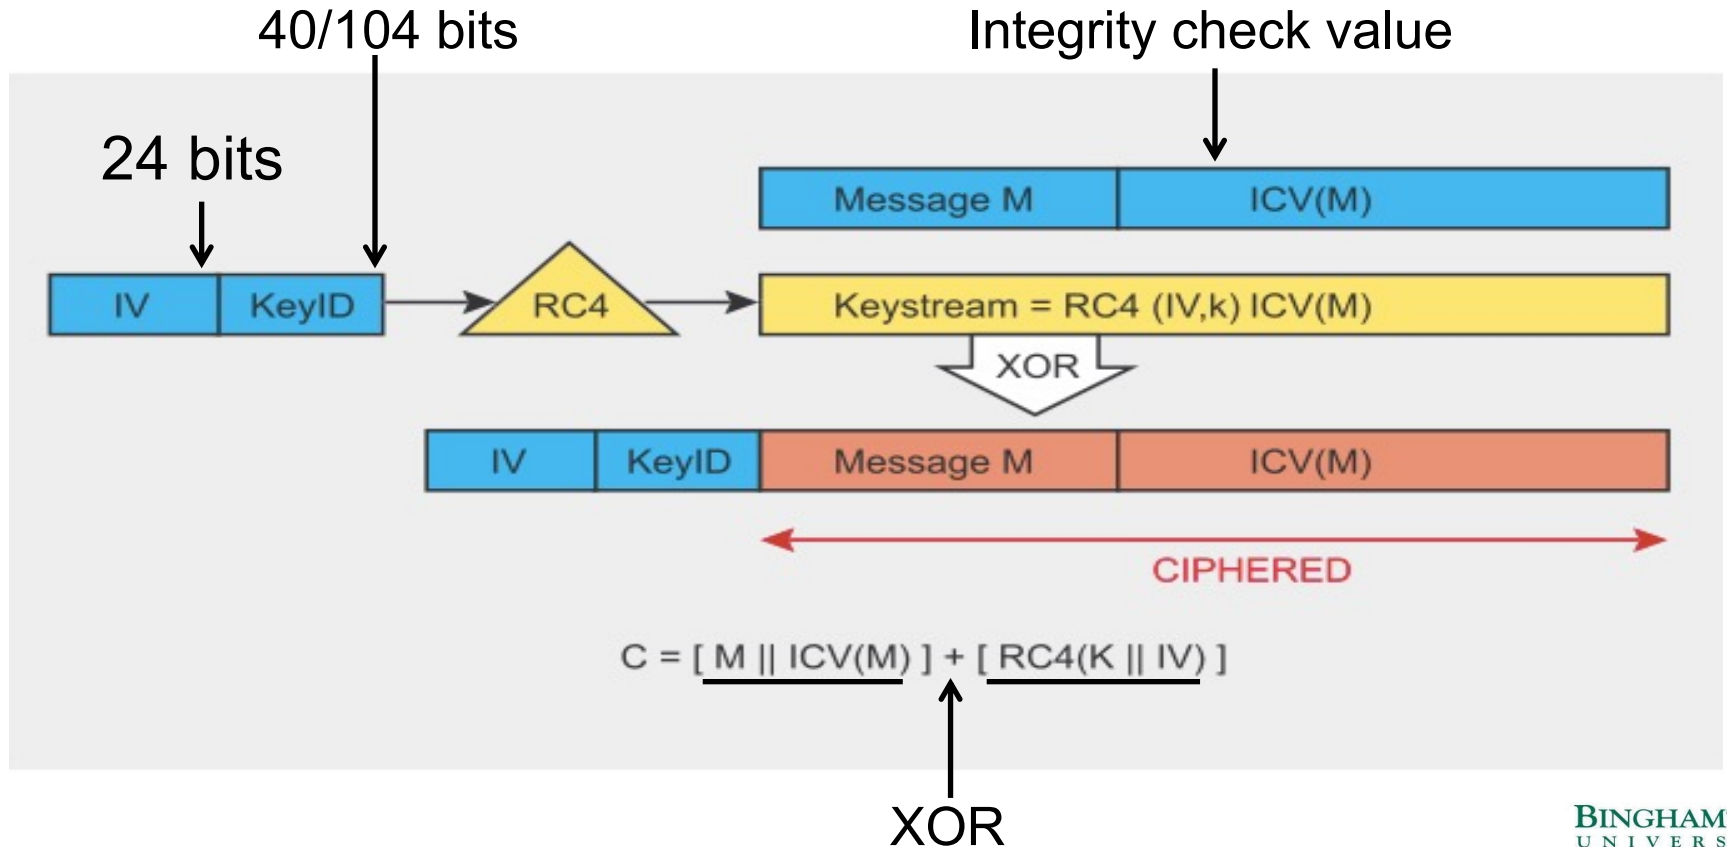 40/104 bits
Integrity check value
24 bits
Message M ICV(M)
IV KeyID RC4 Keystream = RC4 (IV,k) ICV(M)
XOR
IV KeyID Message M ICV(M)
CIPHERED
C = [ M || ICV(M) ] + [ RC4(K || IV) ]
XOR
BINGHAM
UNIVERS